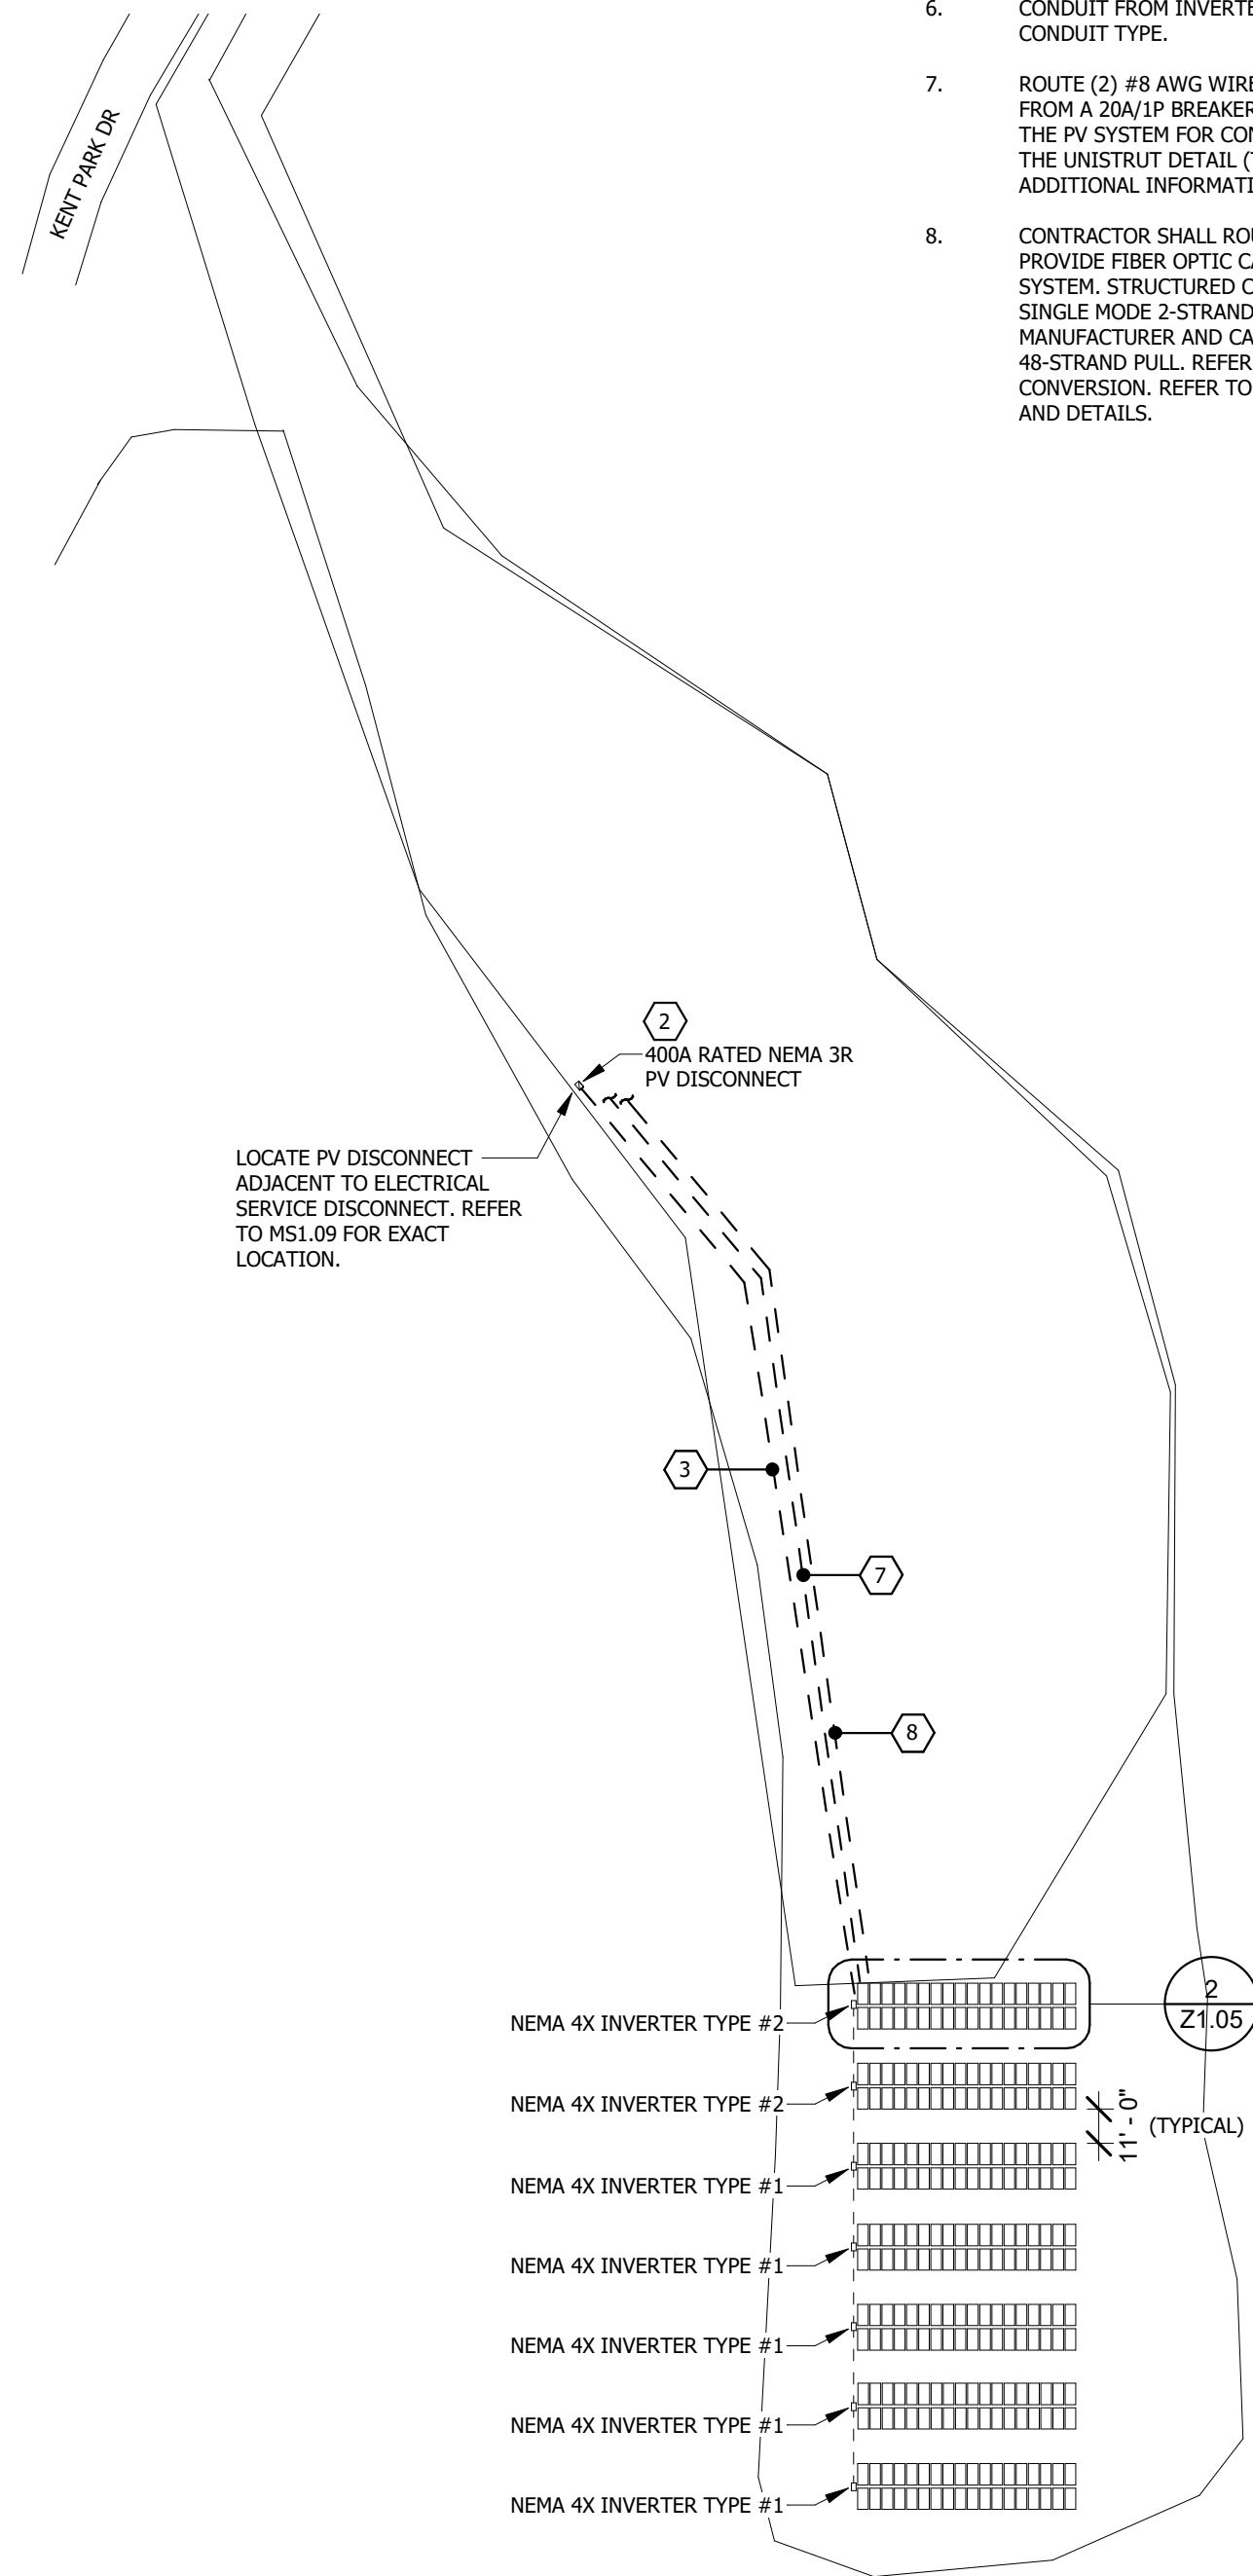 6. CONDUIT FROM INVERTE
CONDUIT TYPE.
7. ROUTE (2) #8 AWG WIRE
FROM A 20A/1P BREAKER
THE PV SYSTEM FOR CON
THE UNISTRUT DETAIL (
ADDITIONAL INFORMATI
8. CONTRACTOR SHALL ROU
PROVIDE FIBER OPTIC CA
SYSTEM. STRUCTURED C
SINGLE MODE 2-STRAND
MANUFACTURER AND CA
48-STRAND PULL. REFER
CONVERSION. REFER TO
AND DETAILS.
KENT PARK DR
2
400A RATED NEMA 3R
PV DISCONNECT
LOCATE PV DISCONNECT
ADJACENT TO ELECTRICAL
SERVICE DISCONNECT. REFER
TO MS1.09 FOR EXACT
LOCATION.
3
7
8
2
Z1.05
NEMA 4X INVERTER TYPE #2
NEMA 4X INVERTER TYPE #2
11' - 0"
(TYPICAL)
NEMA 4X INVERTER TYPE #1
NEMA 4X INVERTER TYPE #1
NEMA 4X INVERTER TYPE #1
NEMA 4X INVERTER TYPE #1
NEMA 4X INVERTER TYPE #1